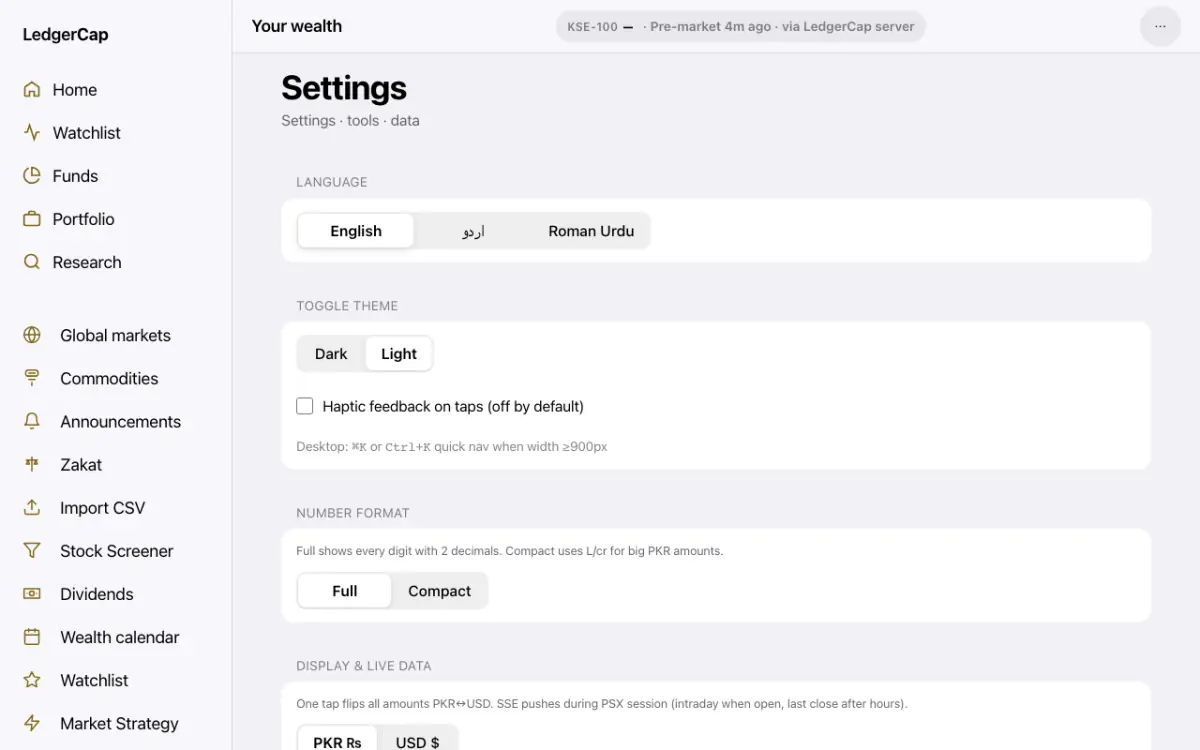 LedgerCap
Home
Watchlist
Funds
Portfolio
Research
Global markets
Commodities
Announcements
Zakat
Import CSV
Stock Screener
Dividends
Wealth calendar
Watchlist
Market Strategy
Your wealth
KSE-100 — · Pre-market 4m ago · via LedgerCap server
...
Settings
Settings · tools · data
LANGUAGE
English
اردو
Roman Urdu
TOGGLE THEME
Dark
Light
Haptic feedback on taps (off by default)
Desktop: ⌘K or Ctrl+K quick nav when width ≥900px
NUMBER FORMAT
Full shows every digit with 2 decimals. Compact uses L/cr for big PKR amounts.
Full
Compact
DISPLAY & LIVE DATA
One tap flips all amounts PKR↔USD. SSE pushes during PSX session (intraday when open, last close after hours).
PKR ₨
USD $